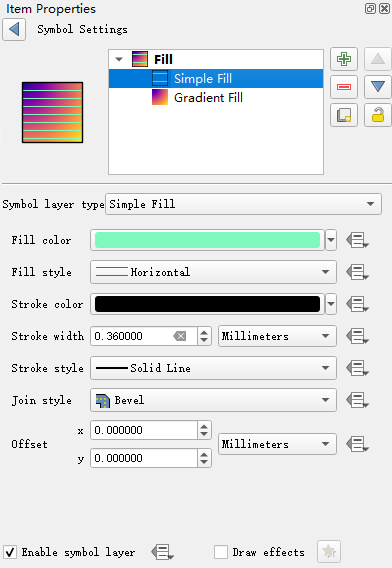 Item Properties
Symbol Settings
Fill
Simple Fill
Gradient Fill
Symbol layer type Simple Fill
Fill color
Fill style Horizontal
Stroke color
Stroke width 0.360000 Millimeters
Stroke style Solid Line
Join style Bevel
x 0.000000
Offset Millimeters
y 0.000000
Enable symbol layer Draw effects